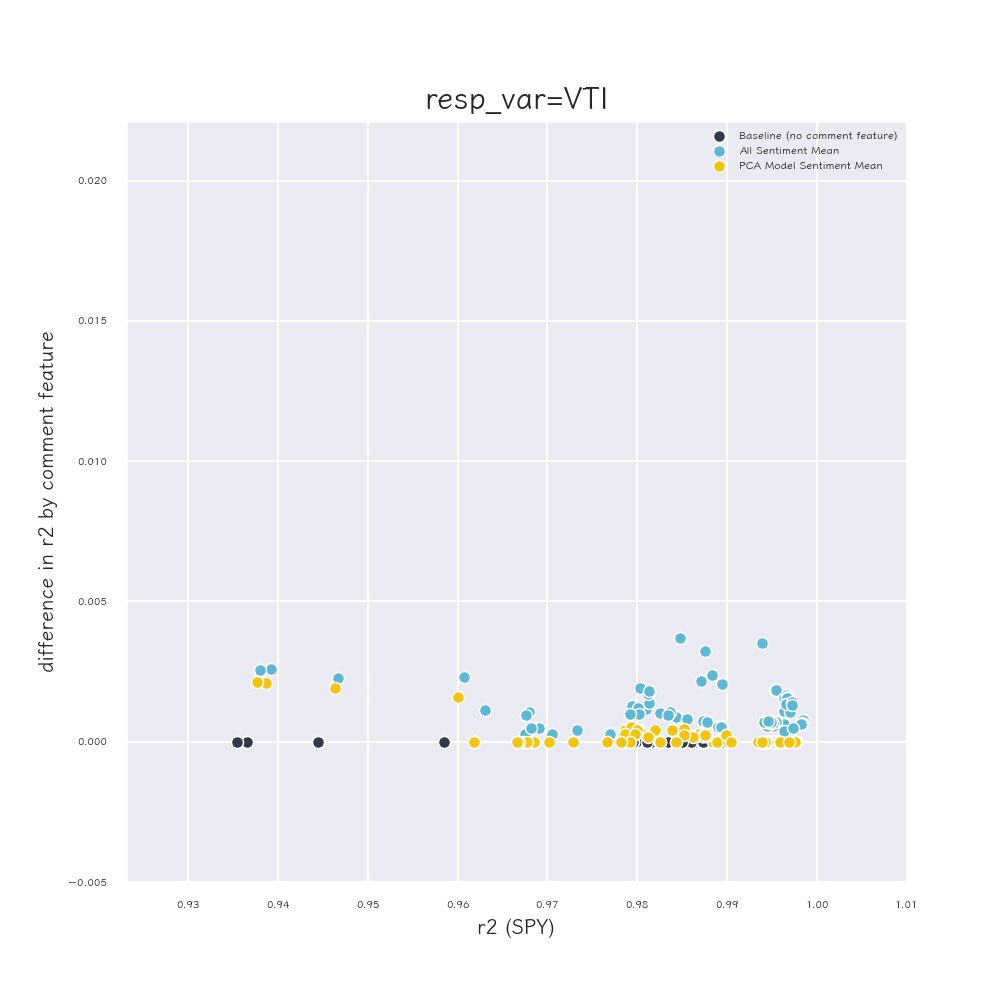 resp_var=VTI
Baseline (no comment feature)
All Sentiment Mean
PCA Model Sentiment Mean
difference in r2 by comment feature
0.020
0.015
0.010
0.005
0.000
−0.005
0.93 0.94 0.95 0.96 0.97 0.98 0.99 1.00 1.01
r2 (SPY)